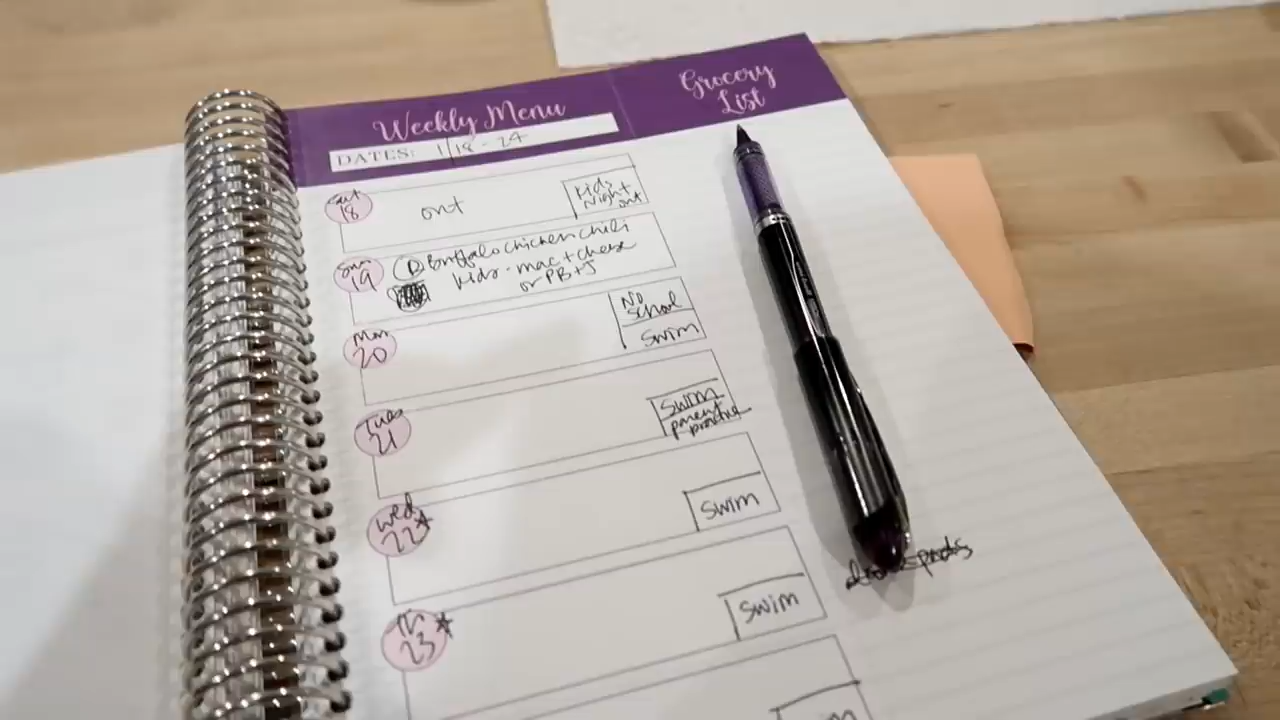 Weekly Menu
Grocery
List
DATES: 1/18-24
Sat
18
out
Kids
Night
out
Sun
19
Buffalo chicken chili
kids - mac + cheese
or PB+J
Mon
20
No
school
swim
Tues
21
swim
parent
practice
Wed
22*
swim
23*
swim
swim